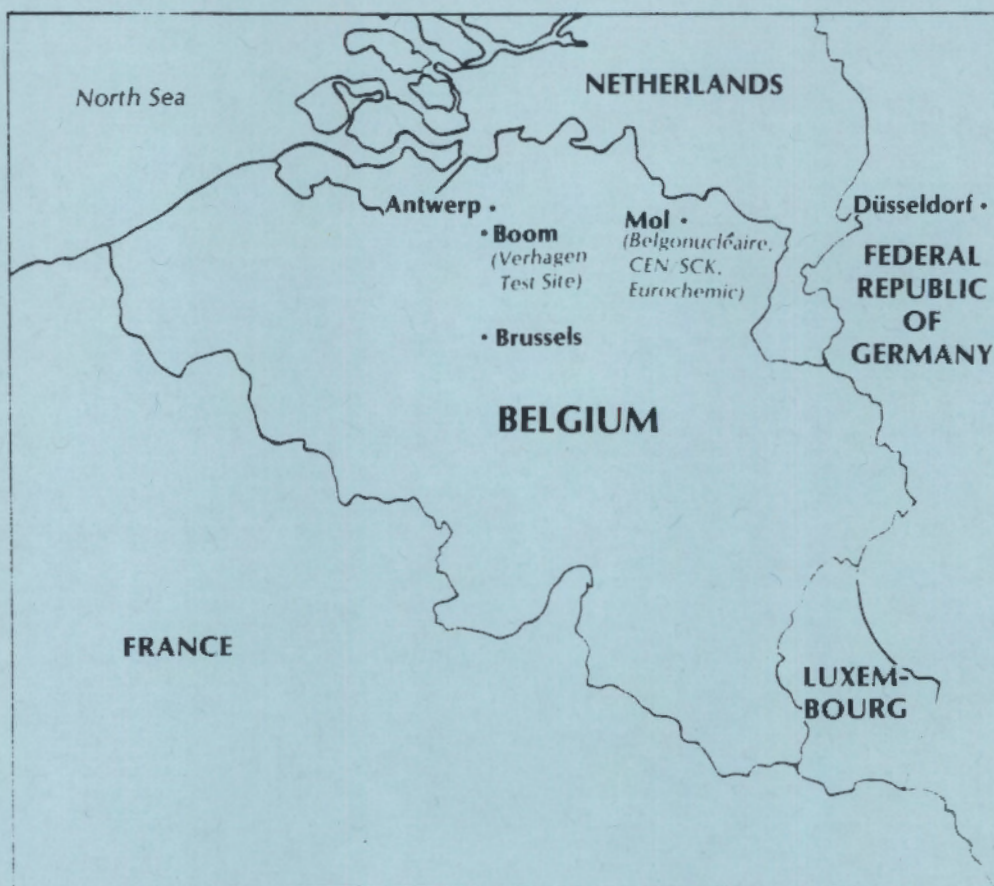 North Sea
NETHERLANDS
Antwerp
Boom
(Verhagen
Test Site)
Mol
(Belgonucléaire,
CEN/SCK,
Eurochemic)
Düsseldorf
FEDERAL
REPUBLIC
OF
GERMANY
Brussels
BELGIUM
FRANCE
LUXEM-
BOURG